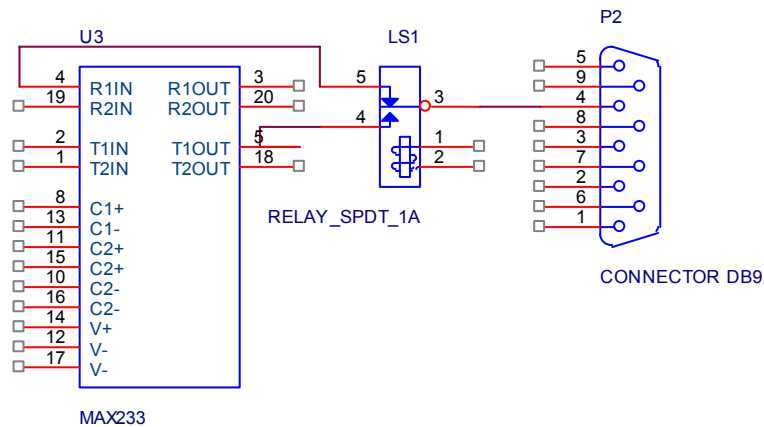 P2
U3
LS1
4 R1IN R1OUT 3
19 R2IN R2OUT 20
2 T1IN T1OUT 5
1 T2IN T2OUT 18
8 C1+
13 C1-
11 C2+
15 C2+
10 C2-
16 C2-
14 V+
12 V-
17 V-
MAX233
5
4
3
1
2
RELAY_SPDT_1A
5
9
4
8
3
7
2
6
1
CONNECTOR DB9